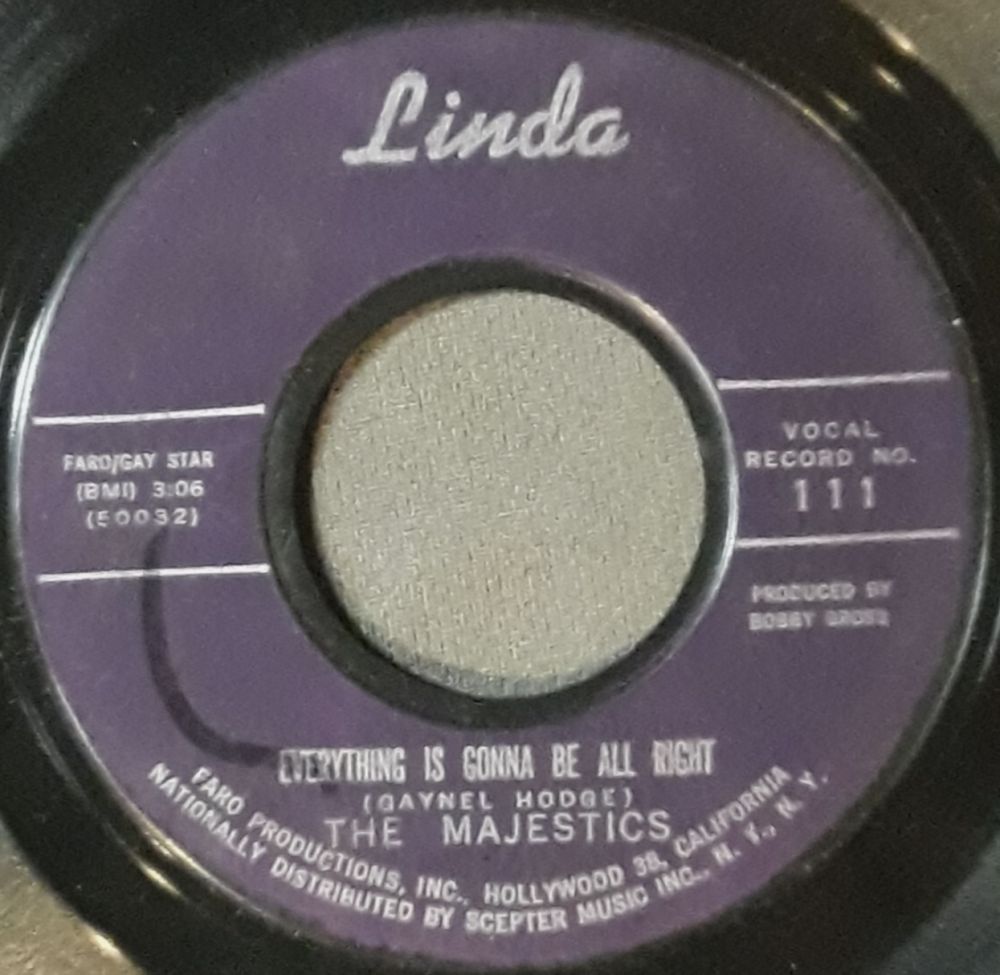 Linda
FARO/GAY STAR
(BMI) 3:06
(50032)
VOCAL
RECORD NO.
111
PRODUCED BY
BOBBY
EVERYTHING IS GONNA BE ALL RIGHT
(GAYNEL HODGE)
THE MAJESTICS
FARO PRODUCTIONS, INC., HOLLYWOOD 38, CALIFORNIA
NATIONALLY DISTRIBUTED BY SCEPTER MUSIC INC., N. Y., N. Y.